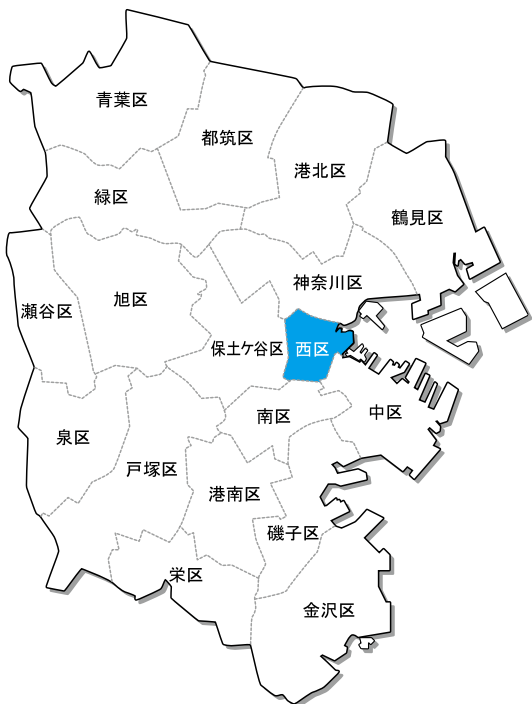 青葉区
都筑区
港北区
緑区
鶴見区
神奈川区
瀬谷区
旭区
保土ケ谷区
西区
中区
南区
泉区
戸塚区
港南区
磯子区
栄区
金沢区